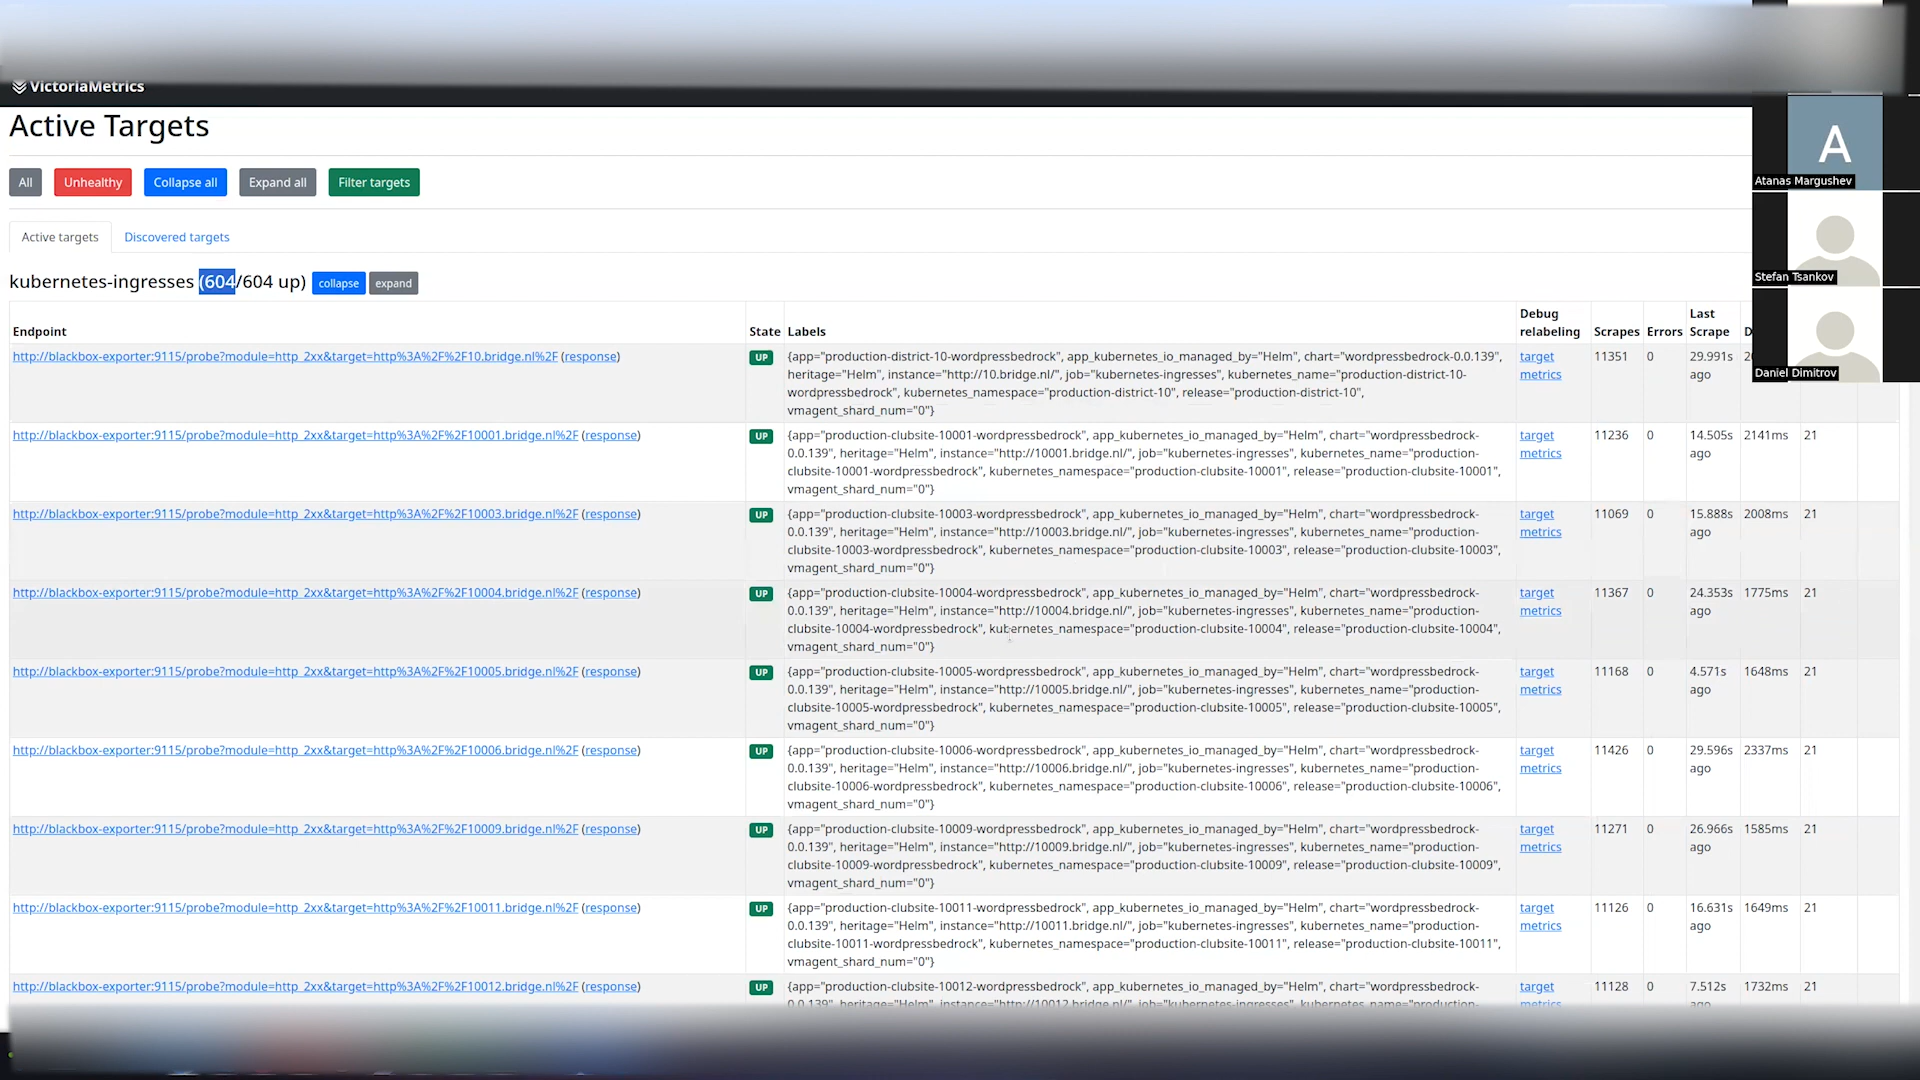 VictoriaMetrics
Active Targets
All Unhealthy Collapse all Expand all Filter targets
Active targets Discovered targets
kubernetes-ingresses (604/604 up) collapse expand
Endpoint State Labels Debug relabeling Scrapes Errors Last Scrape
http://blackbox-exporter:9115/probe?module=http_2xx&target=http%3A%2F%2F10.bridge.nl%2F (response) UP {app="production-district-10-wordpressbedrock", app_kubernetes_io_managed_by="Helm", chart="wordpressbedrock-0.0.139", target 11351 0 29.991s
heritage="Helm", instance="http://10.bridge.nl/", job="kubernetes-ingresses", kubernetes_name="production-district-10- metrics ago
wordpressbedrock", kubernetes_namespace="production-district-10", release="production-district-10",
vmagent_shard_num="0"}
http://blackbox-exporter:9115/probe?module=http_2xx&target=http%3A%2F%2F10001.bridge.nl%2F (response) UP {app="production-clubsite-10001-wordpressbedrock", app_kubernetes_io_managed_by="Helm", chart="wordpressbedrock- target 11236 0 14.505s 2141ms 21
0.0.139", heritage="Helm", instance="http://10001.bridge.nl/", job="kubernetes-ingresses", kubernetes_name="production- metrics ago
clubsite-10001-wordpressbedrock", kubernetes_namespace="production-clubsite-10001", release="production-clubsite-10001",
vmagent_shard_num="0"}
http://blackbox-exporter:9115/probe?module=http_2xx&target=http%3A%2F%2F10003.bridge.nl%2F (response) UP {app="production-clubsite-10003-wordpressbedrock", app_kubernetes_io_managed_by="Helm", chart="wordpressbedrock- target 11069 0 15.888s 2008ms 21
0.0.139", heritage="Helm", instance="http://10003.bridge.nl/", job="kubernetes-ingresses", kubernetes_name="production- metrics ago
clubsite-10003-wordpressbedrock", kubernetes_namespace="production-clubsite-10003", release="production-clubsite-10003",
vmagent_shard_num="0"}
http://blackbox-exporter:9115/probe?module=http_2xx&target=http%3A%2F%2F10004.bridge.nl%2F (response) UP {app="production-clubsite-10004-wordpressbedrock", app_kubernetes_io_managed_by="Helm", chart="wordpressbedrock- target 11367 0 24.353s 1775ms 21
0.0.139", heritage="Helm", instance="http://10004.bridge.nl/", job="kubernetes-ingresses", kubernetes_name="production- metrics ago
clubsite-10004-wordpressbedrock", kubernetes_namespace="production-clubsite-10004", release="production-clubsite-10004",
vmagent_shard_num="0"}
http://blackbox-exporter:9115/probe?module=http_2xx&target=http%3A%2F%2F10005.bridge.nl%2F (response) UP {app="production-clubsite-10005-wordpressbedrock", app_kubernetes_io_managed_by="Helm", chart="wordpressbedrock- target 11168 0 4.571s 1648ms 21
0.0.139", heritage="Helm", instance="http://10005.bridge.nl/", job="kubernetes-ingresses", kubernetes_name="production- metrics ago
clubsite-10005-wordpressbedrock", kubernetes_namespace="production-clubsite-10005", release="production-clubsite-10005",
vmagent_shard_num="0"}
http://blackbox-exporter:9115/probe?module=http_2xx&target=http%3A%2F%2F10006.bridge.nl%2F (response) UP {app="production-clubsite-10006-wordpressbedrock", app_kubernetes_io_managed_by="Helm", chart="wordpressbedrock- target 11426 0 29.596s 2337ms 21
0.0.139", heritage="Helm", instance="http://10006.bridge.nl/", job="kubernetes-ingresses", kubernetes_name="production- metrics ago
clubsite-10006-wordpressbedrock", kubernetes_namespace="production-clubsite-10006", release="production-clubsite-10006",
vmagent_shard_num="0"}
http://blackbox-exporter:9115/probe?module=http_2xx&target=http%3A%2F%2F10009.bridge.nl%2F (response) UP {app="production-clubsite-10009-wordpressbedrock", app_kubernetes_io_managed_by="Helm", chart="wordpressbedrock- target 11271 0 26.966s 1585ms 21
0.0.139", heritage="Helm", instance="http://10009.bridge.nl/", job="kubernetes-ingresses", kubernetes_name="production- metrics ago
clubsite-10009-wordpressbedrock", kubernetes_namespace="production-clubsite-10009", release="production-clubsite-10009",
vmagent_shard_num="0"}
http://blackbox-exporter:9115/probe?module=http_2xx&target=http%3A%2F%2F10011.bridge.nl%2F (response) UP {app="production-clubsite-10011-wordpressbedrock", app_kubernetes_io_managed_by="Helm", chart="wordpressbedrock- target 11126 0 16.631s 1649ms 21
0.0.139", heritage="Helm", instance="http://10011.bridge.nl/", job="kubernetes-ingresses", kubernetes_name="production- metrics ago
clubsite-10011-wordpressbedrock", kubernetes_namespace="production-clubsite-10011", release="production-clubsite-10011",
vmagent_shard_num="0"}
http://blackbox-exporter:9115/probe?module=http_2xx&target=http%3A%2F%2F10012.bridge.nl%2F (response) UP {app="production-clubsite-10012-wordpressbedrock", app_kubernetes_io_managed_by="Helm", chart="wordpressbedrock- target 11128 0 7.512s 1732ms 21
0.0.139", heritage="Helm", instance="http://10012.bridge.nl/", job="kubernetes-ingresses", kubernetes_name="production- metrics ago
A
Atanas Margushev
Stefan Tsankov
Daniel Dimitrov